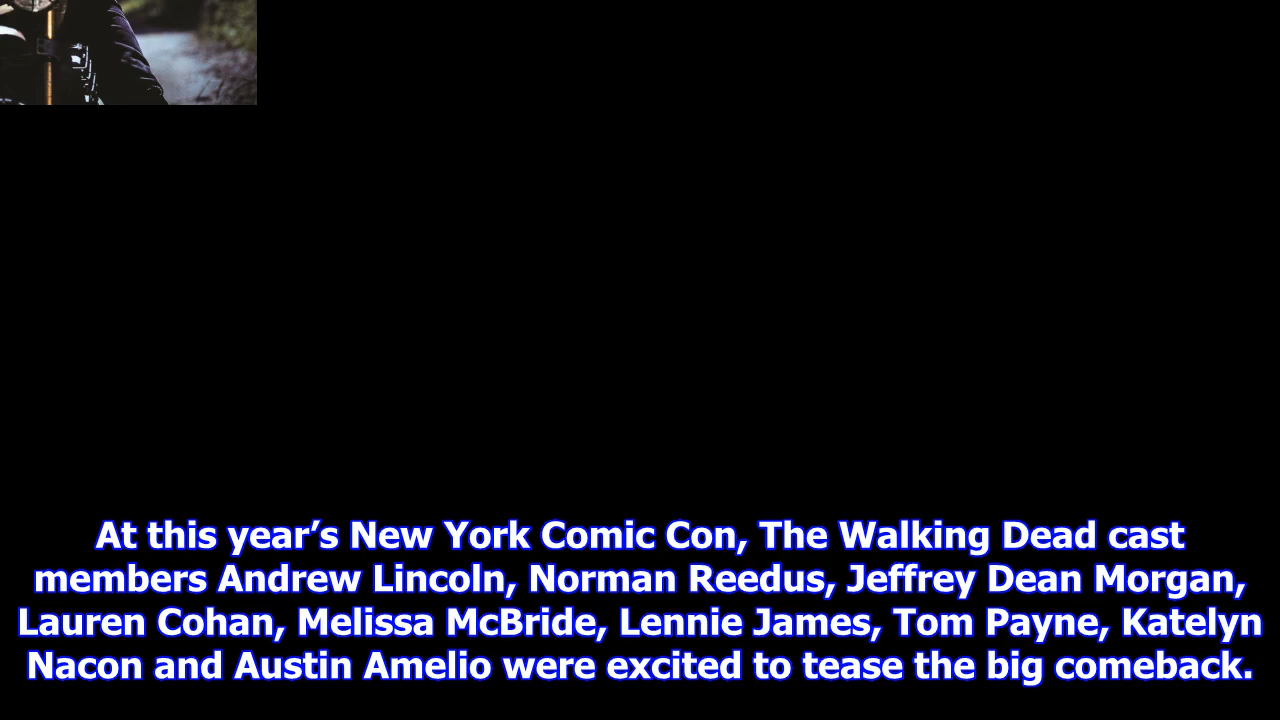 At this year’s New York Comic Con, The Walking Dead cast
members Andrew Lincoln, Norman Reedus, Jeffrey Dean Morgan,
Lauren Cohan, Melissa McBride, Lennie James, Tom Payne, Katelyn
Nacon and Austin Amelio were excited to tease the big comeback.